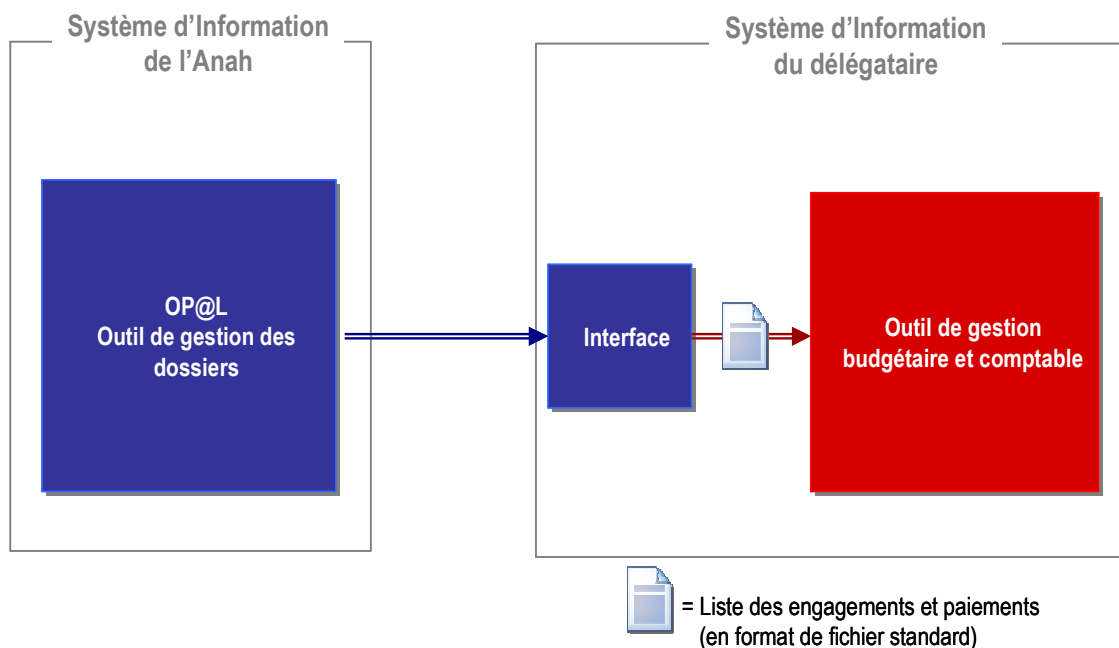 Système d’Information
de l’Anah
Système d’Information
du délégataire
OP@L
Outil de gestion des
dossiers
Interface
Outil de gestion
budgétaire et comptable
= Liste des engagements et paiements
(en format de fichier standard)